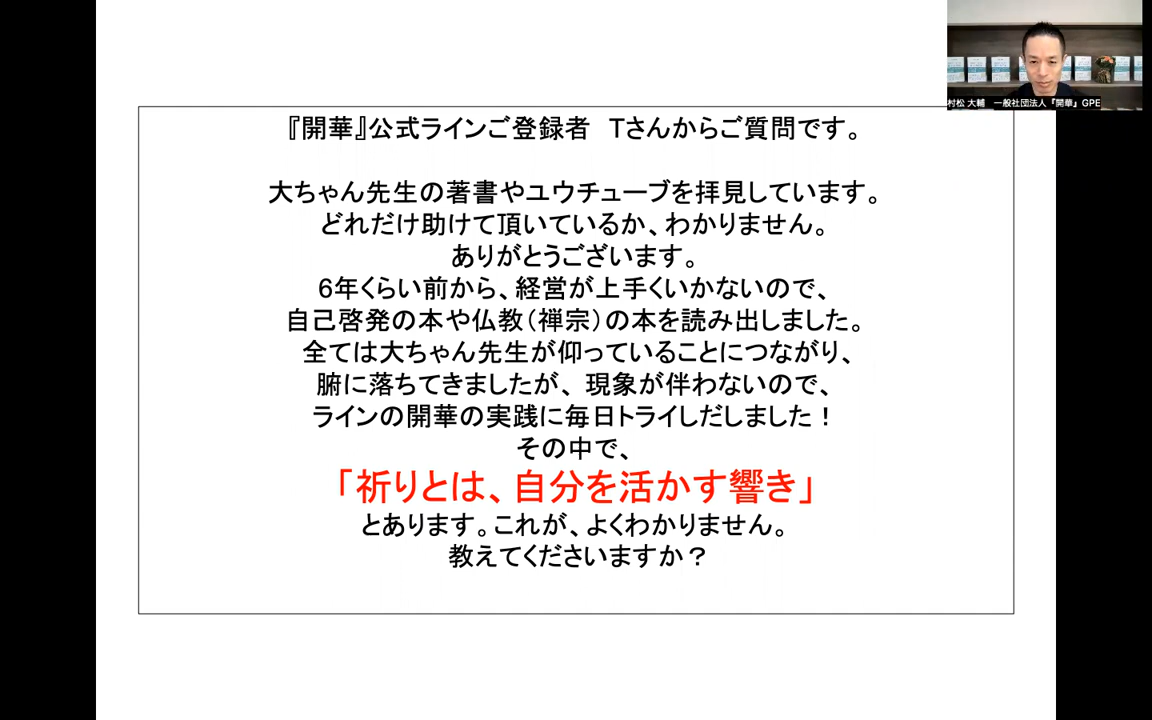 村松 大輔　一般社団法人『開華』GPE
『開華』公式ラインご登録者　Tさんからご質問です。
大ちゃん先生の著書やユウチューブを拝見しています。
どれだけ助けて頂いているか、わかりません。
ありがとうございます。
6年くらい前から、経営が上手くいかないので、
自己啓発の本や仏教（禅宗）の本を読み出しました。
全ては大ちゃん先生が仰っていることにつながり、
腑に落ちてきましたが、 現象が伴わないので、
ラインの開華の実践に毎日トライしだしました！
その中で、
「祈りとは、自分を活かす響き」
とあります。これが、よくわかりません。
教えてくださいますか？